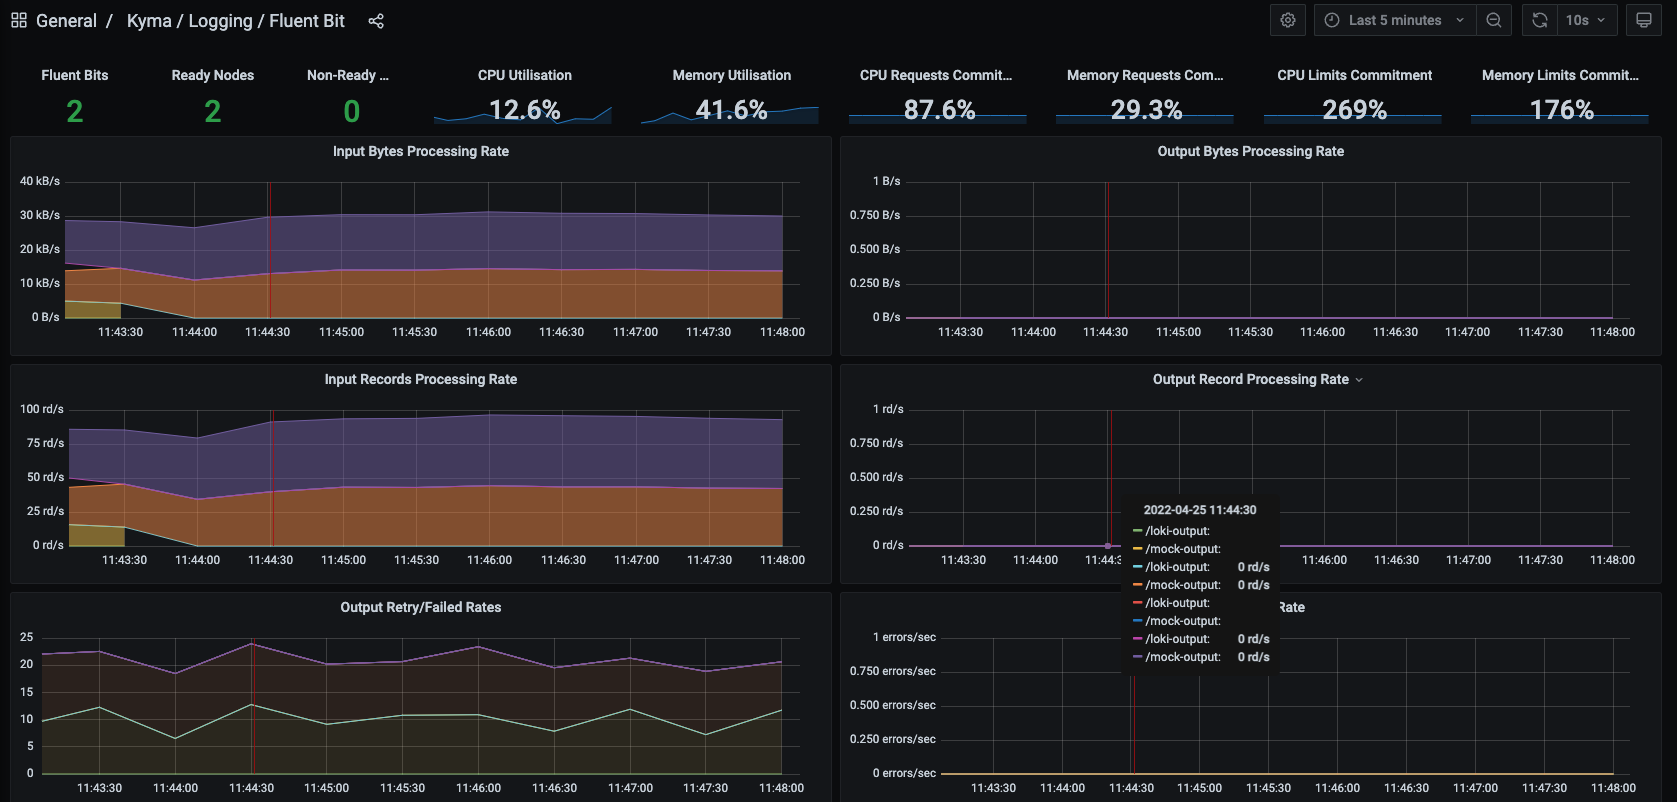 General / Kyma / Logging / Fluent Bit
Last 5 minutes
10s
Fluent Bits
Ready Nodes
Non-Ready ...
CPU Utilisation
Memory Utilisation
CPU Requests Commit...
Memory Requests Com...
CPU Limits Commitment
Memory Limits Commit...
2
2
0
12.6%
41.6%
87.6%
29.3%
269%
176%
Input Bytes Processing Rate
40 kB/s
30 kB/s
20 kB/s
10 kB/s
0 B/s
11:43:30 11:44:00 11:44:30 11:45:00 11:45:30 11:46:00 11:46:30 11:47:00 11:47:30 11:48:00
Output Bytes Processing Rate
1 B/s
0.750 B/s
0.500 B/s
0.250 B/s
0 B/s
11:43:30 11:44:00 11:44:30 11:45:00 11:45:30 11:46:00 11:46:30 11:47:00 11:47:30 11:48:00
Input Records Processing Rate
100 rd/s
75 rd/s
50 rd/s
25 rd/s
0 rd/s
11:43:30 11:44:00 11:44:30 11:45:00 11:45:30 11:46:00 11:46:30 11:47:00 11:47:30 11:48:00
Output Record Processing Rate
1 rd/s
0.750 rd/s
0.500 rd/s
0.250 rd/s
0 rd/s
11:43:30 11:44:00 11:44:3 11:46:00 11:46:30 11:47:00 11:47:30 11:48:00
2022-04-25 11:44:30
/loki-output:
/mock-output:
/loki-output: 0 rd/s
/mock-output: 0 rd/s
/loki-output:
/mock-output:
/loki-output: 0 rd/s
/mock-output: 0 rd/s
Output Retry/Failed Rates
25
20
15
10
5
0
11:43:30 11:44:00 11:44:30 11:45:00 11:45:30 11:46:00 11:46:30 11:47:00 11:47:30 11:48:00
Rate
1 errors/sec
0.750 errors/sec
0.500 errors/sec
0.250 errors/sec
0 errors/sec
11:43:30 11:44:00 11:44:30 11:45:00 11:45:30 11:46:00 11:46:30 11:47:00 11:47:30 11:48:00